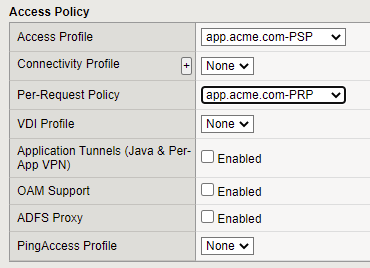 Access Policy
Access Profile
app.acme.com-PSP
Connectivity Profile
+
None
Per-Request Policy
app.acme.com-PRP
VDI Profile
None
Application Tunnels (Java & Per-
App VPN)
Enabled
OAM Support
Enabled
ADFS Proxy
Enabled
PingAccess Profile
None